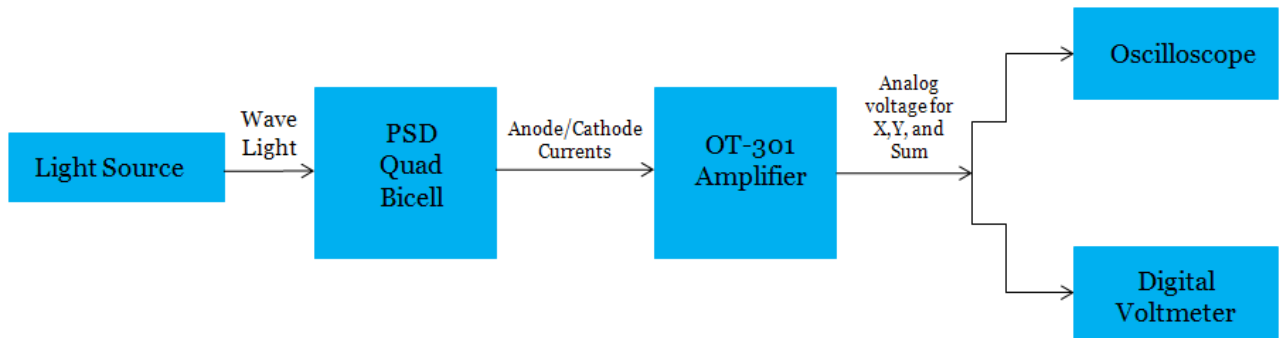 Light Source
Wave
Light
PSD
Quad
Bicell
Anode/Cathode
Currents
OT-301
Amplifier
Analog
voltage for
X,Y, and
Sum
Oscilloscope
Digital
Voltmeter